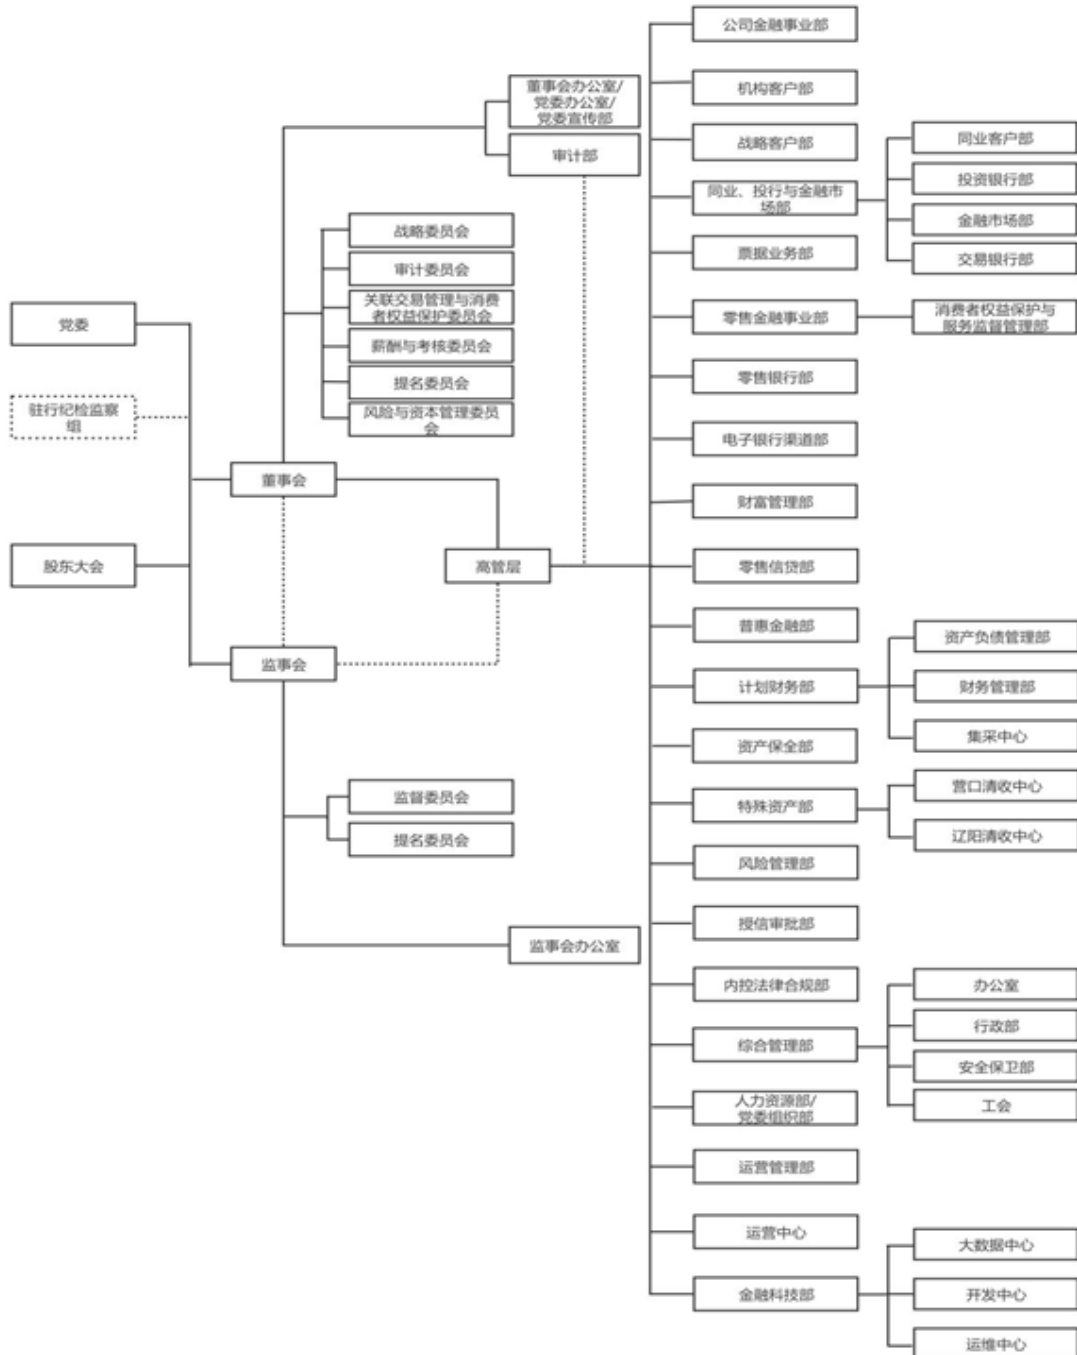 党委
驻行纪检监察
组
股东大会
董事会
监事会
高管层
董事会办公室/
党委办公室/
党委宣传部
审计部
战略委员会
审计委员会
关联交易管理与消费
者权益保护委员会
薪酬与考核委员会
提名委员会
风险与资本管理委员
会
监督委员会
提名委员会
监事会办公室
公司金融事业部
机构客户部
战略客户部
同业、投行与金融市
场部
同业客户部
投资银行部
金融市场部
交易银行部
票据业务部
零售金融事业部
消费者权益保护与
服务监督管理部
零售银行部
电子银行渠道部
财富管理部
零售信贷部
普惠金融部
计划财务部
资产负债管理部
财务管理部
集采中心
资产保全部
特殊资产部
营口清收中心
辽阳清收中心
风险管理部
授信审批部
内控法律合规部
综合管理部
办公室
行政部
安全保卫部
工会
人力资源部/
党委组织部
运营管理部
运营中心
金融科技部
大数据中心
开发中心
运维中心